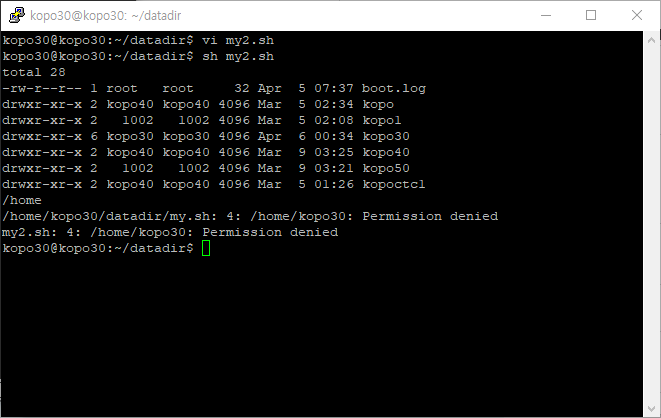 kopo30@kopo30: ~/datadir
kopo30@kopo30:~/datadir$ vi my2.sh
kopo30@kopo30:~/datadir$ sh my2.sh
total 28
-rw-r--r-- 1 root   root     32 Apr  5 07:37 boot.log
drwxr-xr-x 2 kopo40 kopo40 4096 Mar  5 02:34 kopo
drwxr-xr-x 2   1002   1002 4096 Mar  5 02:08 kopo1
drwxr-xr-x 6 kopo30 kopo30 4096 Apr  6 00:34 kopo30
drwxr-xr-x 2 kopo40 kopo40 4096 Mar  9 03:25 kopo40
drwxr-xr-x 2   1002   1002 4096 Mar  9 03:21 kopo50
drwxr-xr-x 2 kopo40 kopo40 4096 Mar  5 01:26 kopoctcl
/home
/home/kopo30/datadir/my.sh: 4: /home/kopo30: Permission denied
my2.sh: 4: /home/kopo30: Permission denied
kopo30@kopo30:~/datadir$